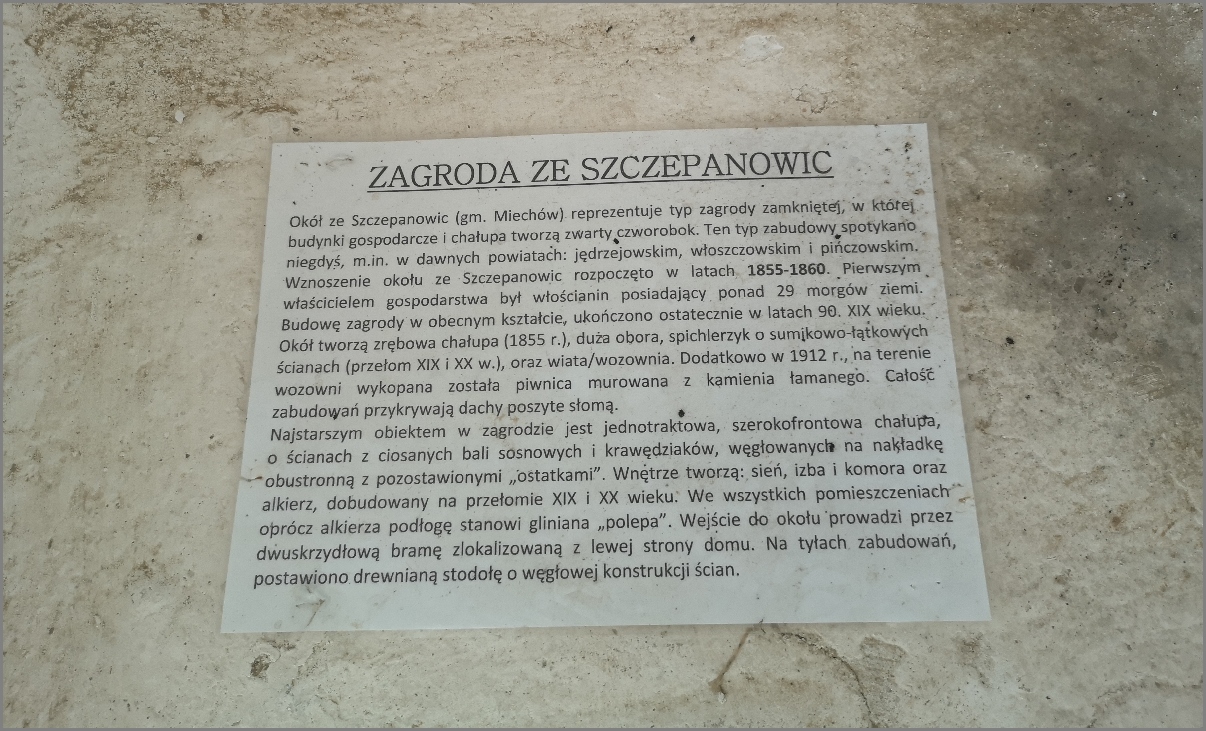 ZAGRODA ZE SZCZEPANOWIC
Okół ze Szczepanowic (gm. Miechów) reprezentuje typ zagrody zamkniętej, w której
budynki gospodarcze i chałupa tworzą zwarty czworobok. Ten typ zabudowy spotykano
niegdyś, m.in. w dawnych powiatach: jędrzejowskim, włoszczowskim i pińczowskim.
Wznoszenie okołu ze Szczepanowic rozpoczęto w latach 1855-1860. Pierwszym
właścicielem gospodarstwa był włościanin posiadający ponad 29 morgów ziemi.
Budowę zagrody w obecnym kształcie, ukończono ostatecznie w latach 90. XIX wieku.
Okół tworzą zrębowa chałupa (1855 r.), duża obora, spichlerzyk o sumikowo-łątkowych
ścianach (przełom XIX i XX w.), oraz wiata/wozownia. Dodatkowo w 1912 r., na terenie
wozowni wykopana została piwnica murowana z kamienia łamanego. Całość
zabudowań przykrywają dachy poszyte słomą.
Najstarszym obiektem w zagrodzie jest jednotraktowa, szerokofrontowa chałupa,
o ścianach z ciosanych bali sosnowych i krawędziaków, węgłowanych na nakładkę
obustronną z pozostawionymi „ostatkami”. Wnętrze tworzą: sień, izba i komora oraz
alkierz, dobudowany na przełomie XIX i XX wieku. We wszystkich pomieszczeniach
oprócz alkierza podłogę stanowi gliniana „polepa”. Wejście do okołu prowadzi przez
dwuskrzydłową bramę zlokalizowaną z lewej strony domu. Na tyłach zabudowań,
postawiono drewnianą stodołę o węgłowej konstrukcji ścian.